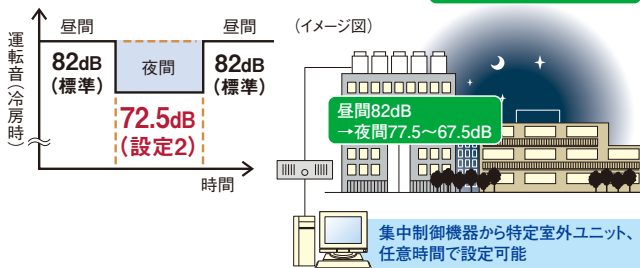 昼間
昼間
運転音（冷房時）
82dB
（標準）
夜間
82dB
（標準）
72.5dB
（設定2）
時間
（イメージ図）
昼間82dB
→夜間77.5～67.5dB
集中制御機器から特定室外ユニット、
任意時間で設定可能